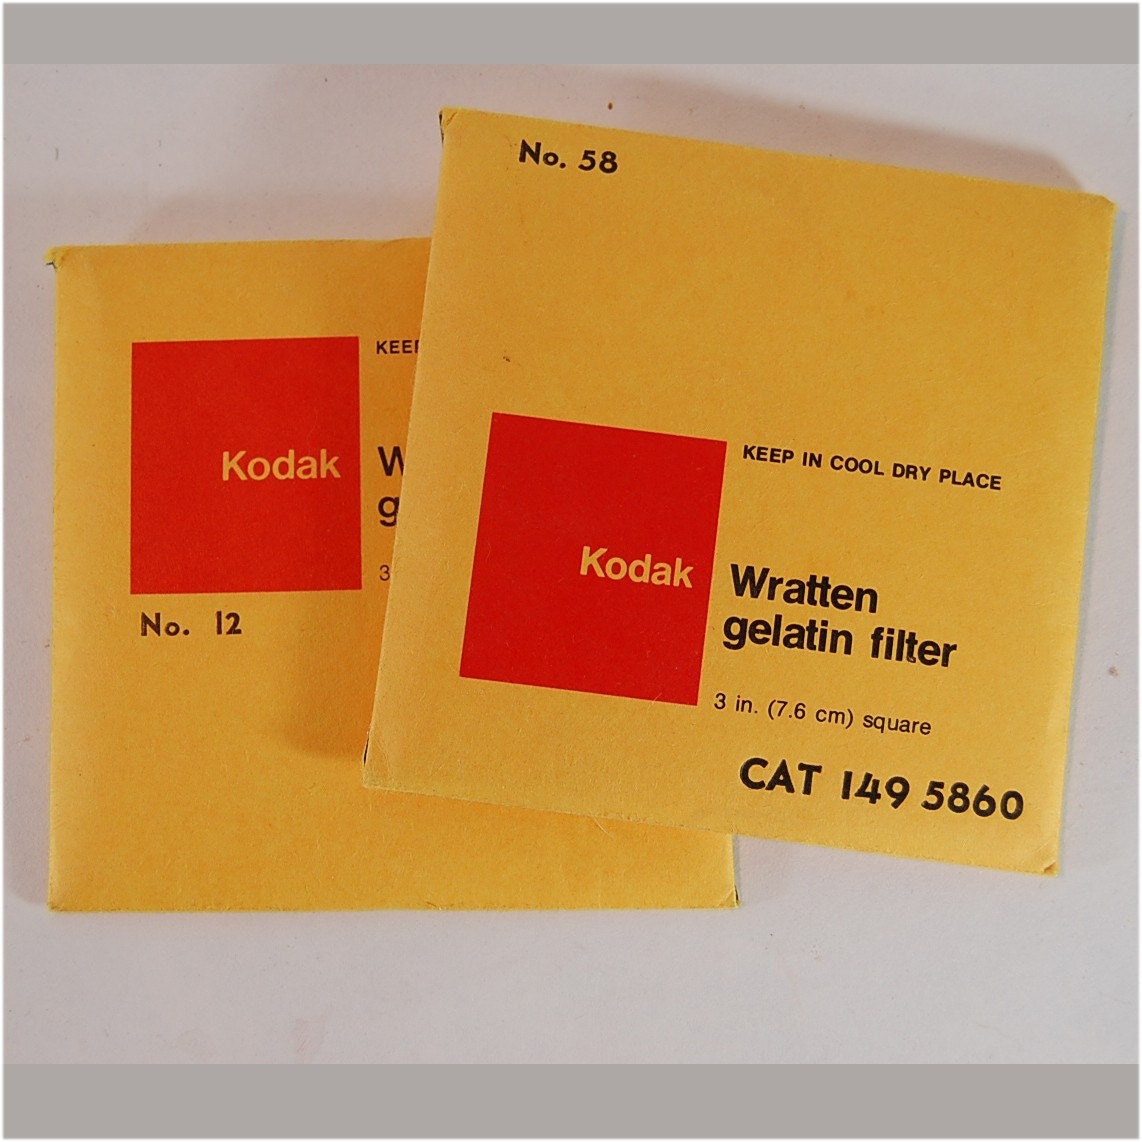 No. 58
Kodak
KEEP IN COOL DRY PLACE
Wratten
gelatin filter
3 in. (7.6 cm) square
CAT 149 5860
KEEP
Kodak
W
g
3
No. 12